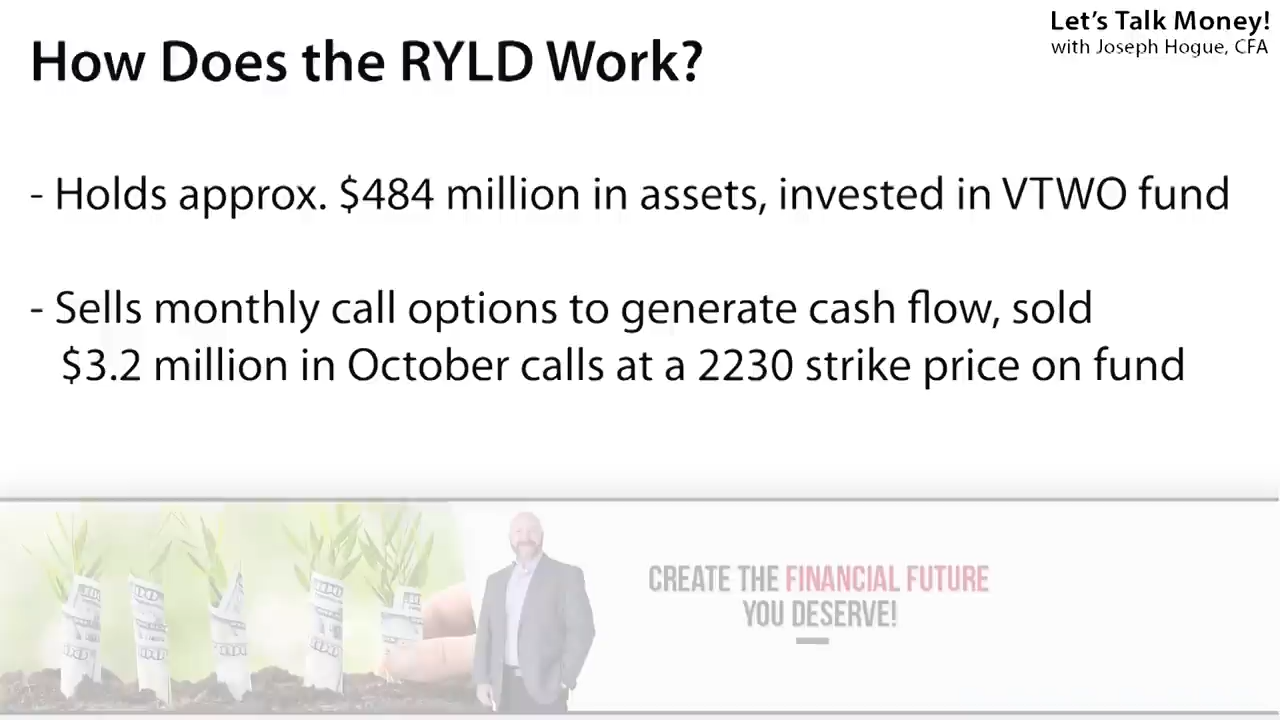 Let's Talk Money!
with Joseph Hogue, CFA
How Does the RYLD Work?
- Holds approx. $484 million in assets, invested in VTWO fund
- Sells monthly call options to generate cash flow, sold
$3.2 million in October calls at a 2230 strike price on fund
CREATE THE FINANCIAL FUTURE
YOU DESERVE!